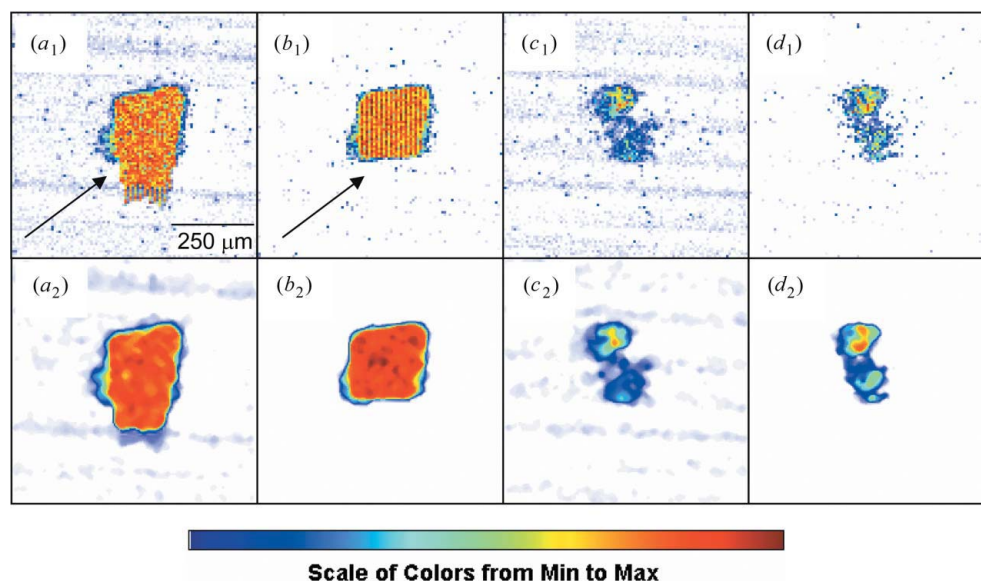 (a1) (b1) (c1) (d1)
250 μm
(a2) (b2) (c2) (d2)
Scale of Colors from Min to Max